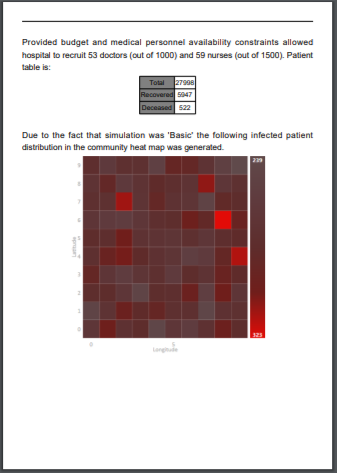 Provided budget and medical personnel availability constraints allowed
hospital to recruit 53 doctors (out of 1000) and 59 nurses (out of 1500). Patient
table is:
Total 27998
Recovered 5947
Deceased 522
Due to the fact that simulation was 'Basic' the following infected patient
distribution in the community heat map was generated.
239
9
8
7
6
5
4
3
2
1
0
Latitude
323
0 5
Longitude